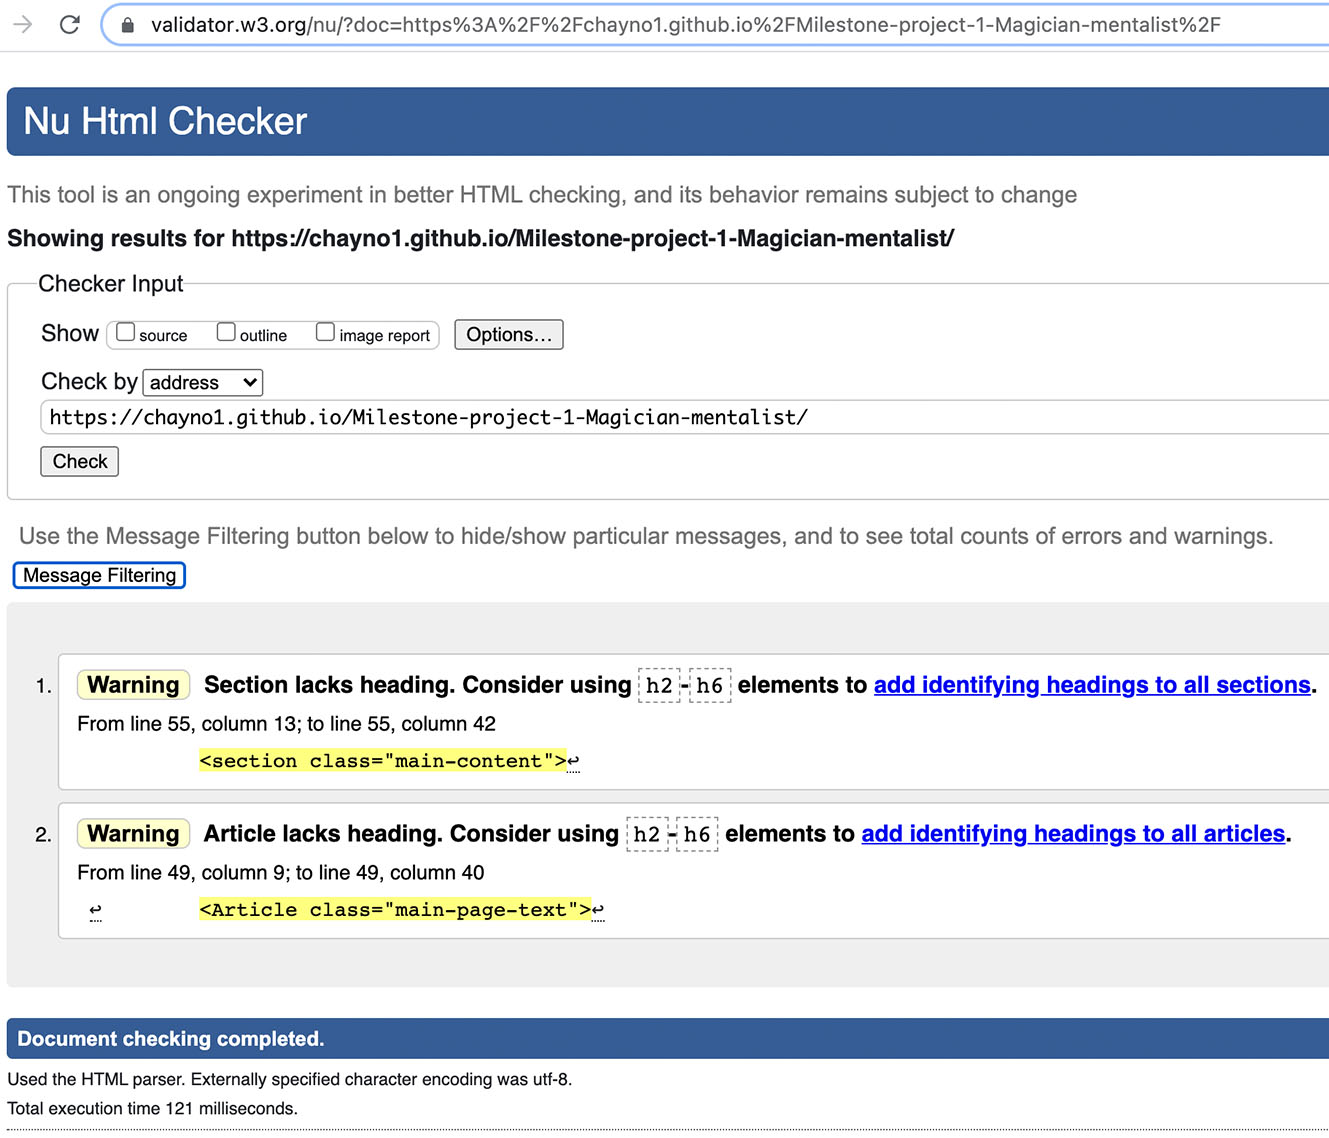 validator.w3.org/nu/?doc=https%3A%2F%2Fchayno1.github.io%2FMilestone-project-1-Magician-mentalist%2F
Nu Html Checker
This tool is an ongoing experiment in better HTML checking, and its behavior remains subject to change
Showing results for https://chayno1.github.io/Milestone-project-1-Magician-mentalist/
Checker Input
Show source outline image report Options...
Check by address
https://chayno1.github.io/Milestone-project-1-Magician-mentalist/
Check
Use the Message Filtering button below to hide/show particular messages, and to see total counts of errors and warnings.
Message Filtering
1. Warning Section lacks heading. Consider using h2-h6 elements to add identifying headings to all sections.
From line 55, column 13; to line 55, column 42
<section class="main-content">↩
2. Warning Article lacks heading. Consider using h2-h6 elements to add identifying headings to all articles.
From line 49, column 9; to line 49, column 40
↩ <Article class="main-page-text">↩
Document checking completed.
Used the HTML parser. Externally specified character encoding was utf-8.
Total execution time 121 milliseconds.